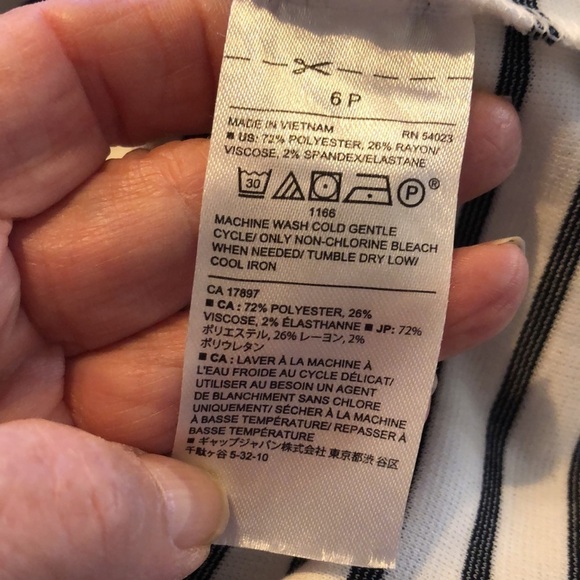 6 P
MADE IN VIETNAM RN 54023
■ US: 72% POLYESTER, 26% RAYON/
VISCOSE, 2% SPANDEX/ELASTANE
30 P ®
1166
MACHINE WASH COLD GENTLE
CYCLE/ ONLY NON-CHLORINE BLEACH
WHEN NEEDED/ TUMBLE DRY LOW/
COOL IRON
CA 17897
■ CA : 72% POLYESTER, 26%
VISCOSE, 2% ÉLASTHANNE ■ JP: 72%
ポリエステル, 26% レーヨン, 2%
ポリウレタン
■ CA : LAVER À LA MACHINE À
L'EAU FROIDE AU CYCLE DÉLICAT/
UTILISER AU BESOIN UN AGENT
DE BLANCHIMENT SANS CHLORE
UNIQUEMENT/ SÉCHER À LA MACHINE
À BASSE TEMPÉRATURE/ REPASSER À
BASSE TEMPÉRATURE
■ ギャップジャパン株式会社 東京都渋谷区
千駄ヶ谷 5-32-10